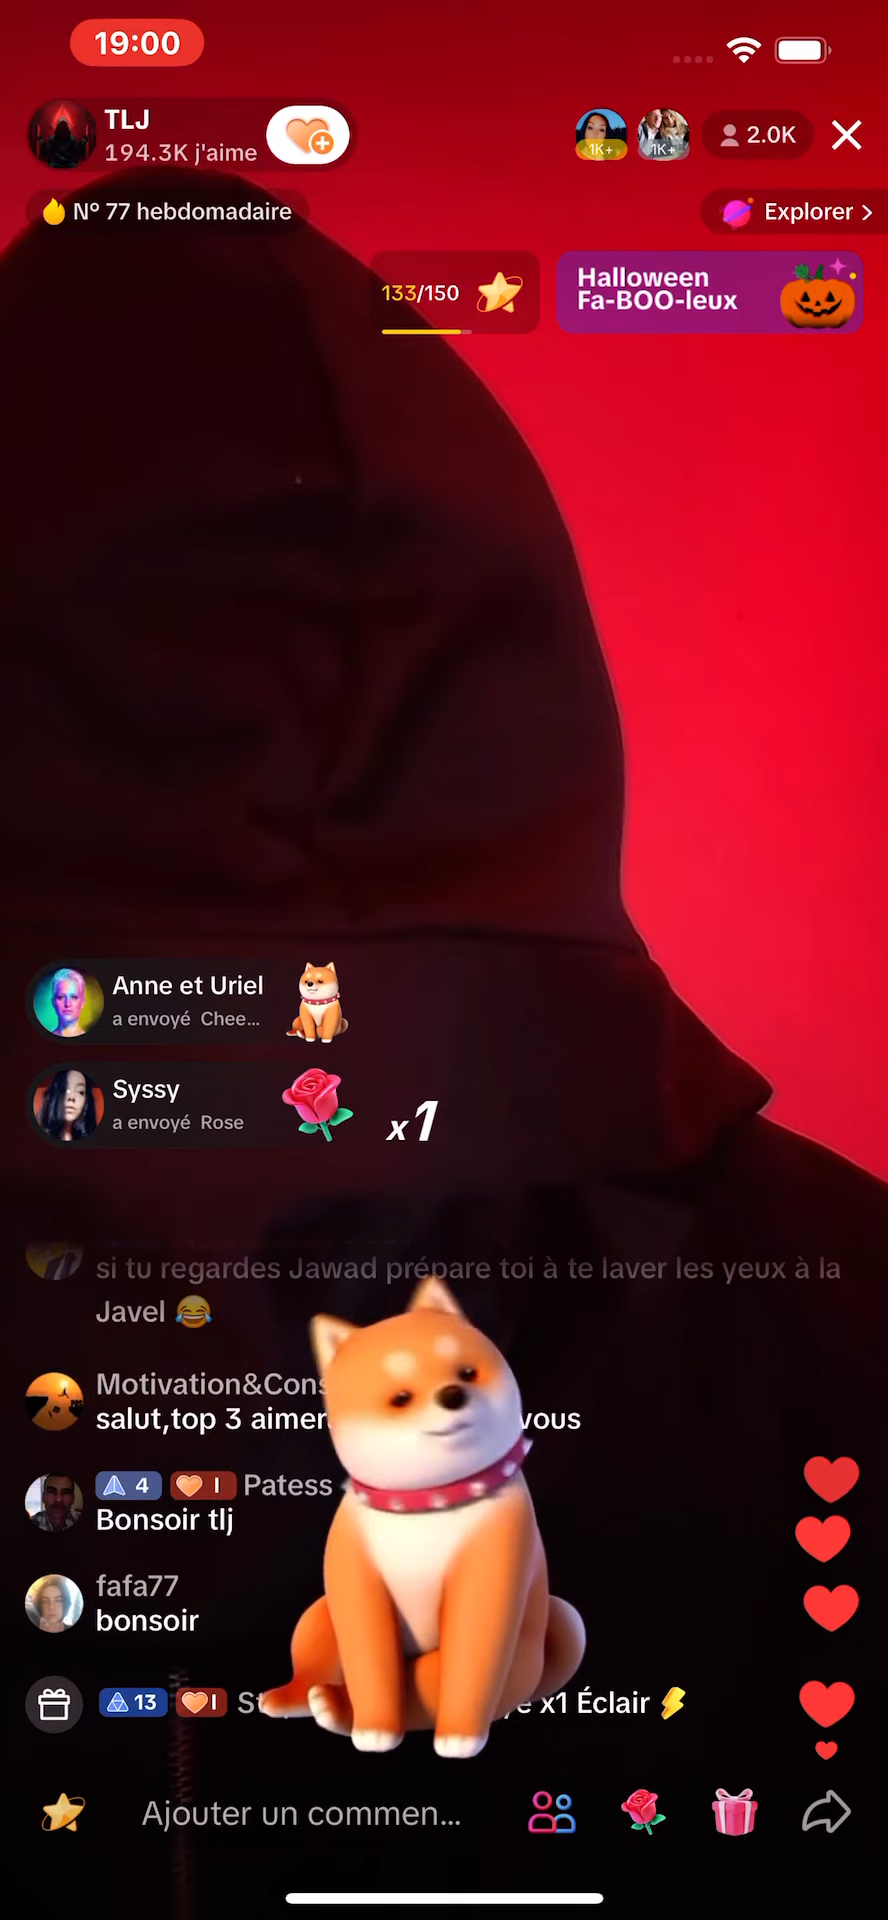 19:00
TLJ
194.3K j'aime
1K+
1K+
2.0K
N° 77 hebdomadaire
Explorer
133/150
Halloween
Fa-BOO-leux
Anne et Uriel
a envoyé Chee...
Syssy
a envoyé Rose
x1
si tu regardes Jawad prépare toi à te laver les yeux à la
Javel 😂
Motivation&Cons
salut,top 3 aimer vous
4 I Patess
Bonsoir tlj
fafa77
bonsoir
13 I x1 Éclair ⚡
Ajouter un commen...